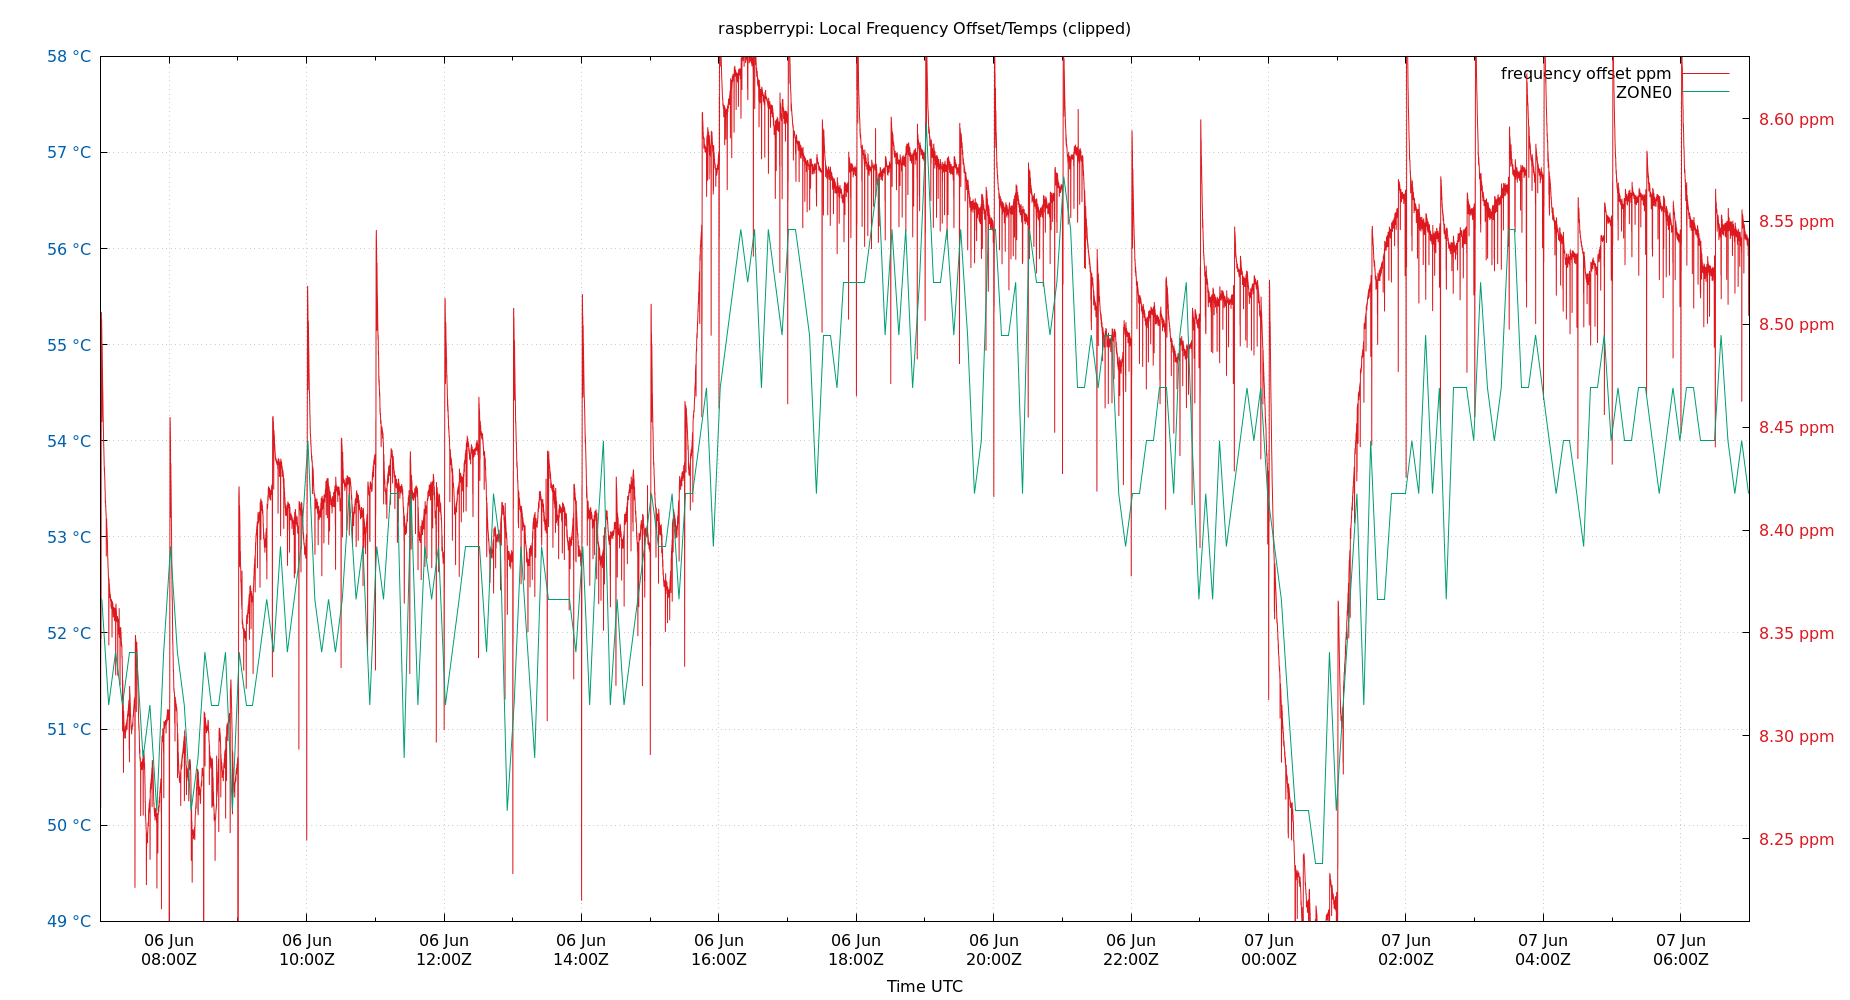 raspberrypi: Local Frequency Offset/Temps (clipped)
58 °C
57 °C
56 °C
55 °C
54 °C
53 °C
52 °C
51 °C
50 °C
49 °C
frequency offset ppm
ZONE0
8.60 ppm
8.55 ppm
8.50 ppm
8.45 ppm
8.40 ppm
8.35 ppm
8.30 ppm
8.25 ppm
06 Jun
08:00Z
06 Jun
10:00Z
06 Jun
12:00Z
06 Jun
14:00Z
06 Jun
16:00Z
06 Jun
18:00Z
06 Jun
20:00Z
06 Jun
22:00Z
07 Jun
00:00Z
07 Jun
02:00Z
07 Jun
04:00Z
07 Jun
06:00Z
Time UTC